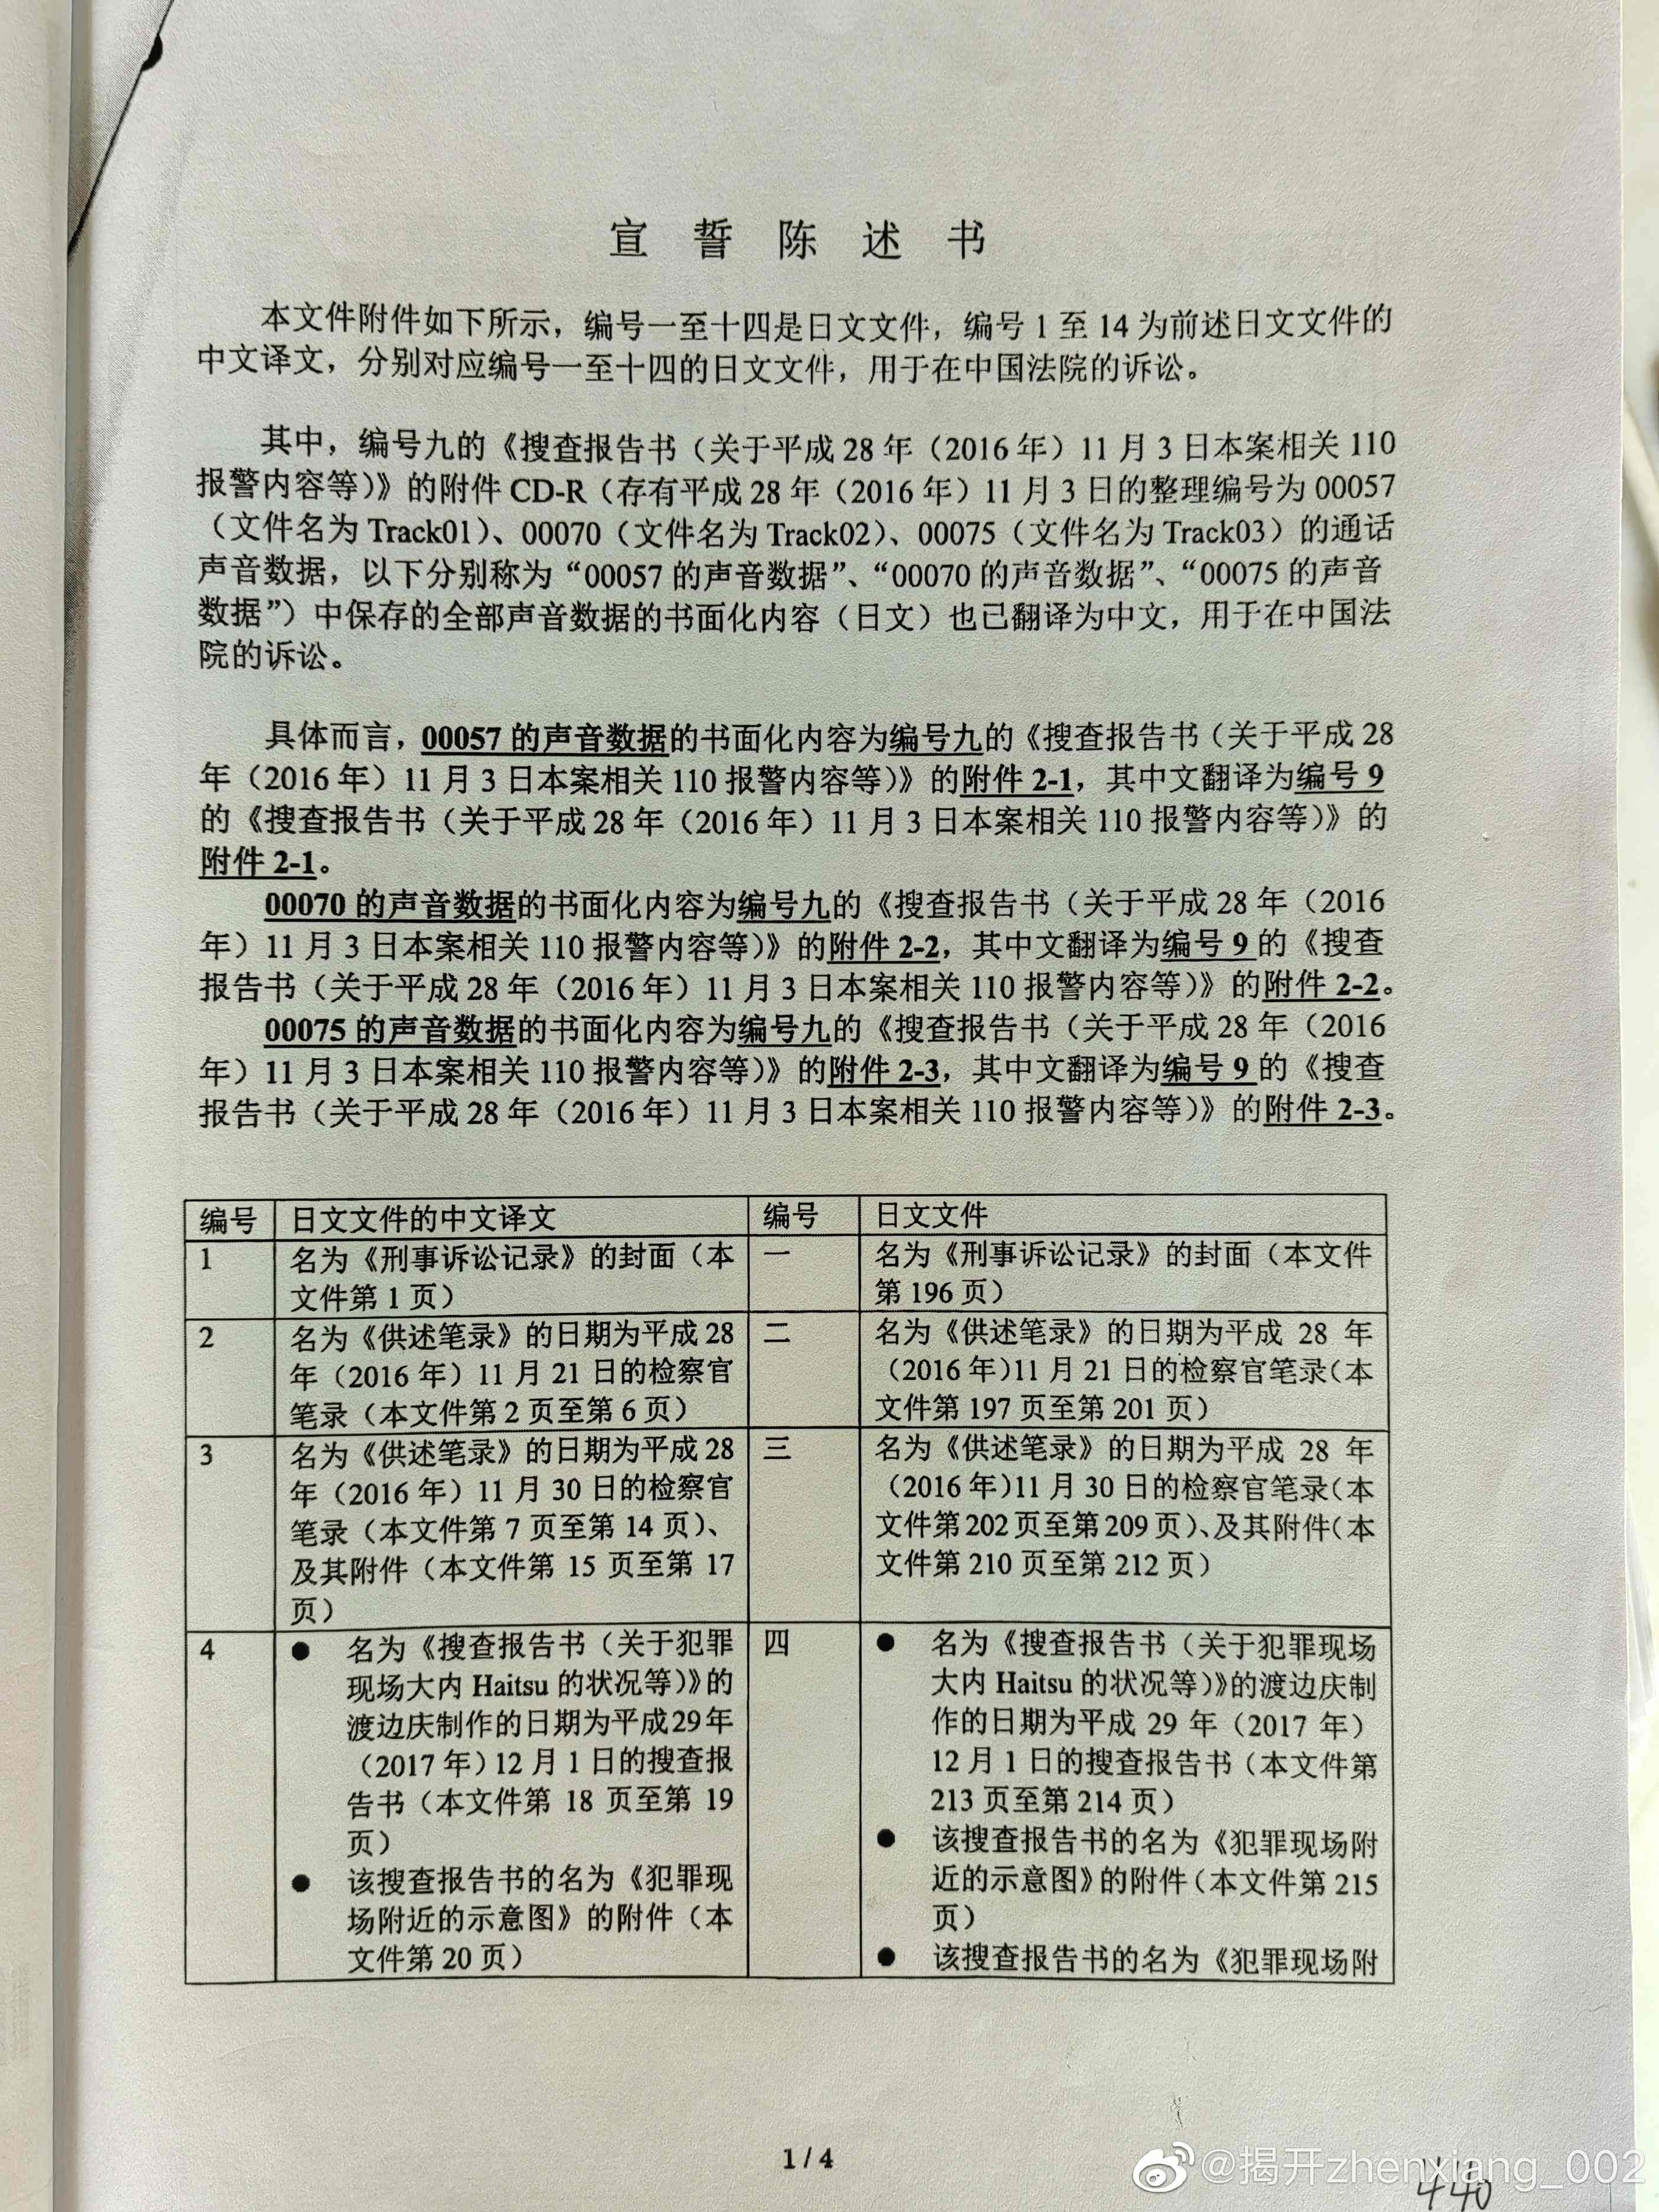 宣誓陈述书
本文件附件如下所示，编号一至十四是日文文件，编号 1 至 14 为前述日文文件的
中文译文，分别对应编号一至十四的日文文件，用于在中国法院的诉讼。
其中，编号九的《搜查报告书（关于平成 28 年（2016 年）11 月 3 日本案相关 110
报警内容等）》的附件 CD-R（存有平成 28 年（2016 年）11 月 3 日的整理编号为 00057
（文件名为 Track01）、00070（文件名为 Track02）、00075（文件名为 Track03）的通话
声音数据，以下分别称为“00057 的声音数据”、“00070 的声音数据”、“00075 的声音
数据”）中保存的全部声音数据的书面化内容（日文）也已翻译为中文，用于在中国法
院的诉讼。
具体而言，00057 的声音数据的书面化内容为编号九的《搜查报告书（关于平成 28
年（2016 年）11 月 3 日本案相关 110 报警内容等）》的附件 2-1，其中文翻译为编号 9
的《搜查报告书（关于平成 28 年（2016 年）11 月 3 日本案相关 110 报警内容等）》的
附件 2-1。
00070 的声音数据的书面化内容为编号九的《搜查报告书（关于平成 28 年（2016
年）11 月 3 日本案相关 110 报警内容等）》的附件 2-2，其中文翻译为编号 9 的《搜查
报告书（关于平成 28 年（2016 年）11 月 3 日本案相关 110 报警内容等）》的附件 2-2。
00075 的声音数据的书面化内容为编号九的《搜查报告书（关于平成 28 年（2016
年）11 月 3 日本案相关 110 报警内容等）》的附件 2-3，其中文翻译为编号 9 的《搜查
报告书（关于平成 28 年（2016 年）11 月 3 日本案相关 110 报警内容等）》的附件 2-3。
编号 日文文件的中文译文 编号 日文文件
1
名为《刑事诉讼记录》的封面（本
文件第 1 页）
一
名为《刑事诉讼记录》的封面（本文件
第 196 页）
2
名为《供述笔录》的日期为平成 28
年（2016 年）11 月 21 日的检察官
笔录（本文件第 2 页至第 6 页）
二
名为《供述笔录》的日期为平成 28 年
（2016 年)11 月 21 日的检察官笔录（本
文件第 197 页至第 201 页）
3
名为《供述笔录》的日期为平成 28
年（2016 年）11 月 30 日的检察官
笔录（本文件第 7 页至第 14 页）、
及其附件（本文件第 15 页至第 17
页）
三
名为《供述笔录》的日期为平成 28 年
（2016 年)11 月 30 日的检察官笔录（本
文件第 202 页至第 209 页）、及其附件（本
文件第 210 页至第 212 页）
4
● 名为《搜查报告书（关于犯罪
现场大内 Haitsu 的状况等）》的
渡边庆制作的日期为平成 29 年
（2017 年）12 月 1 日的搜查报
告书（本文件第 18 页至第 19
页）
● 该搜查报告书的名为《犯罪现
场附近的示意图》的附件（本
文件第 20 页）
四
● 名为《搜查报告书（关于犯罪现场
大内 Haitsu 的状况等）》的渡边庆制
作的日期为平成 29 年（2017 年）
12 月 1 日的搜查报告书（本文件第
213 页至第 214 页）
● 该搜查报告书的名为《犯罪现场附
近的示意图》的附件（本文件第 215
页）
● 该搜查报告书的名为《犯罪现场附
1 / 4
@揭开zhenxiang_002
440